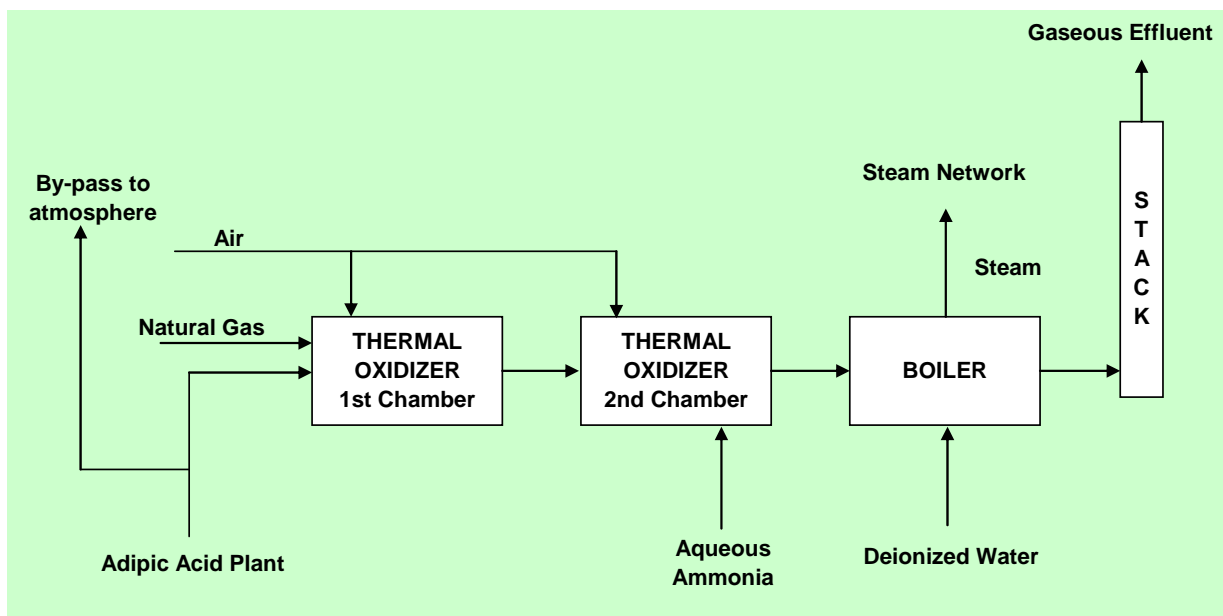 Gaseous Effluent
By-pass to
atmosphere
Steam Network
S
T
A
C
K
Air
Steam
Natural Gas
THERMAL
OXIDIZER
1st Chamber
THERMAL
OXIDIZER
2nd Chamber
BOILER
Adipic Acid Plant
Aqueous
Ammonia
Deionized Water